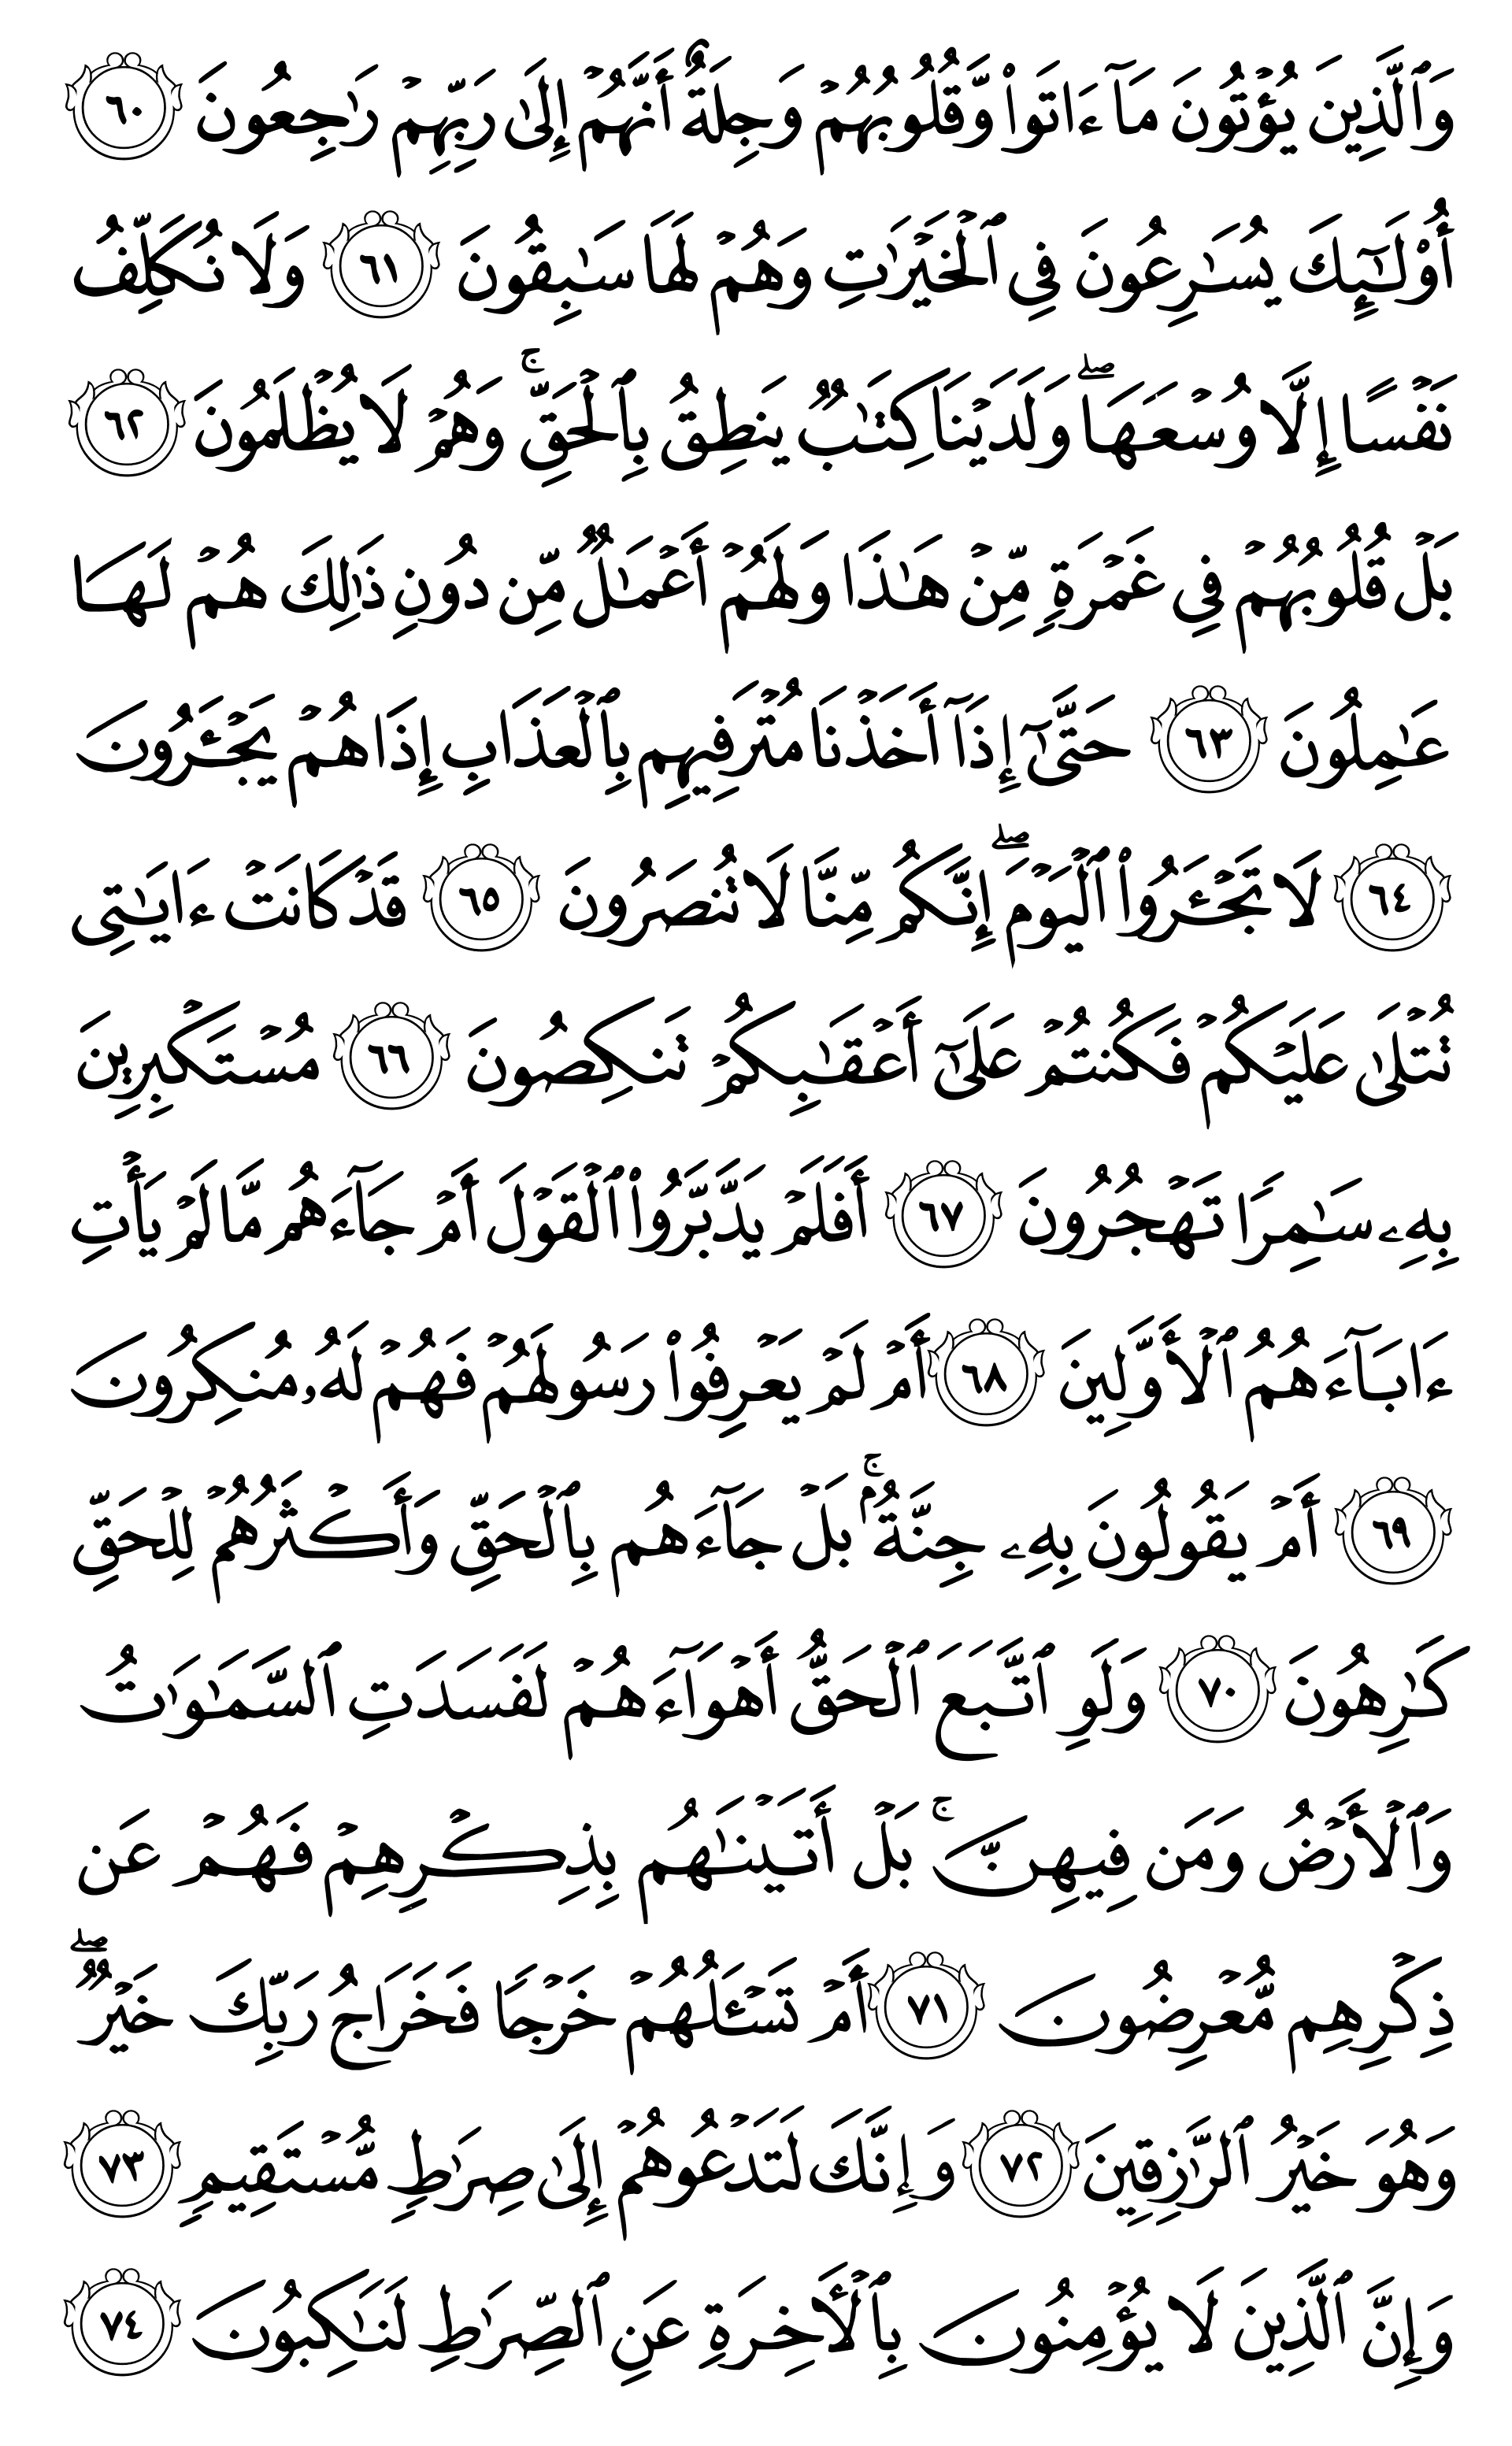 وَٱلَّذِينَ يُؤْتُونَ مَآ ءَاتَوا۟ وَّقُلُوبُهُمْ وَجِلَةٌ أَنَّهُمْ إِلَىٰ رَبِّهِمْ رَٰجِعُونَ ٦٠
أُو۟لَـٰٓئِكَ يُسَـٰرِعُونَ فِى ٱلْخَيْرَٰتِ وَهُمْ لَهَا سَـٰبِقُونَ ٦١ وَلَا نُكَلِّفُ
نَفْسًا إِلَّا وُسْعَهَا ۖ وَلَدَيْنَا كِتَـٰبٌ يَنطِقُ بِٱلْحَقِّ ۚ وَهُمْ لَا يُظْلَمُونَ ٦٢
بَلْ قُلُوبُهُمْ فِى غَمْرَةٍ مِّنْ هَـٰذَا وَلَهُمْ أَعْمَـٰلٌ مِّن دُونِ ذَٰلِكَ هُمْ لَهَا
عَـٰمِلُونَ ٦٣ حَتَّىٰٓ إِذَآ أَخَذْنَا مُتْرَفِيهِم بِٱلْعَذَابِ إِذَا هُمْ يَجْـَٔرُونَ
٦٤ لَا تَجْـَٔرُوا۟ ٱلْيَوْمَ ۖ إِنَّكُم مِّنَّا لَا تُنصَرُونَ ٦٥ قَدْ كَانَتْ ءَايَـٰتِى
تُتْلَىٰ عَلَيْكُمْ فَكُنتُمْ عَلَىٰٓ أَعْقَـٰبِكُمْ تَنكِصُونَ ٦٦ مُسْتَكْبِرِينَ
بِهِۦ سَـٰمِرًا تَهْجُرُونَ ٦٧ أَفَلَمْ يَدَّبَّرُوا۟ ٱلْقَوْلَ أَمْ جَآءَهُم مَّا لَمْ يَأْتِ
ءَابَآءَهُمُ ٱلْأَوَّلِينَ ٦٨ أَمْ لَمْ يَعْرِفُوا۟ رَسُولَهُمْ فَهُمْ لَهُۥ مُنكِرُونَ
٦٩ أَمْ يَقُولُونَ بِهِۦ جِنَّةٌۢ ۚ بَلْ جَآءَهُم بِٱلْحَقِّ وَأَكْثَرُهُمْ لِلْحَقِّ
كَـٰرِهُونَ ٧٠ وَلَوِ ٱتَّبَعَ ٱلْحَقُّ أَهْوَآءَهُمْ لَفَسَدَتِ ٱلسَّمَـٰوَٰتُ
وَٱلْأَرْضُ وَمَن فِيهِنَّ ۚ بَلْ أَتَيْنَـٰهُم بِذِكْرِهِمْ فَهُمْ عَن
ذِكْرِهِم مُّعْرِضُونَ ٧١ أَمْ تَسْـَٔلُهُمْ خَرْجًا فَخَرَاجُ رَبِّكَ خَيْرٌ ۖ
وَهُوَ خَيْرُ ٱلرَّٰزِقِينَ ٧٢ وَإِنَّكَ لَتَدْعُوهُمْ إِلَىٰ صِرَٰطٍ مُّسْتَقِيمٍ ٧٣
وَإِنَّ ٱلَّذِينَ لَا يُؤْمِنُونَ بِٱلْـَٔاخِرَةِ عَنِ ٱلصِّرَٰطِ لَنَـٰكِبُونَ ٧٤